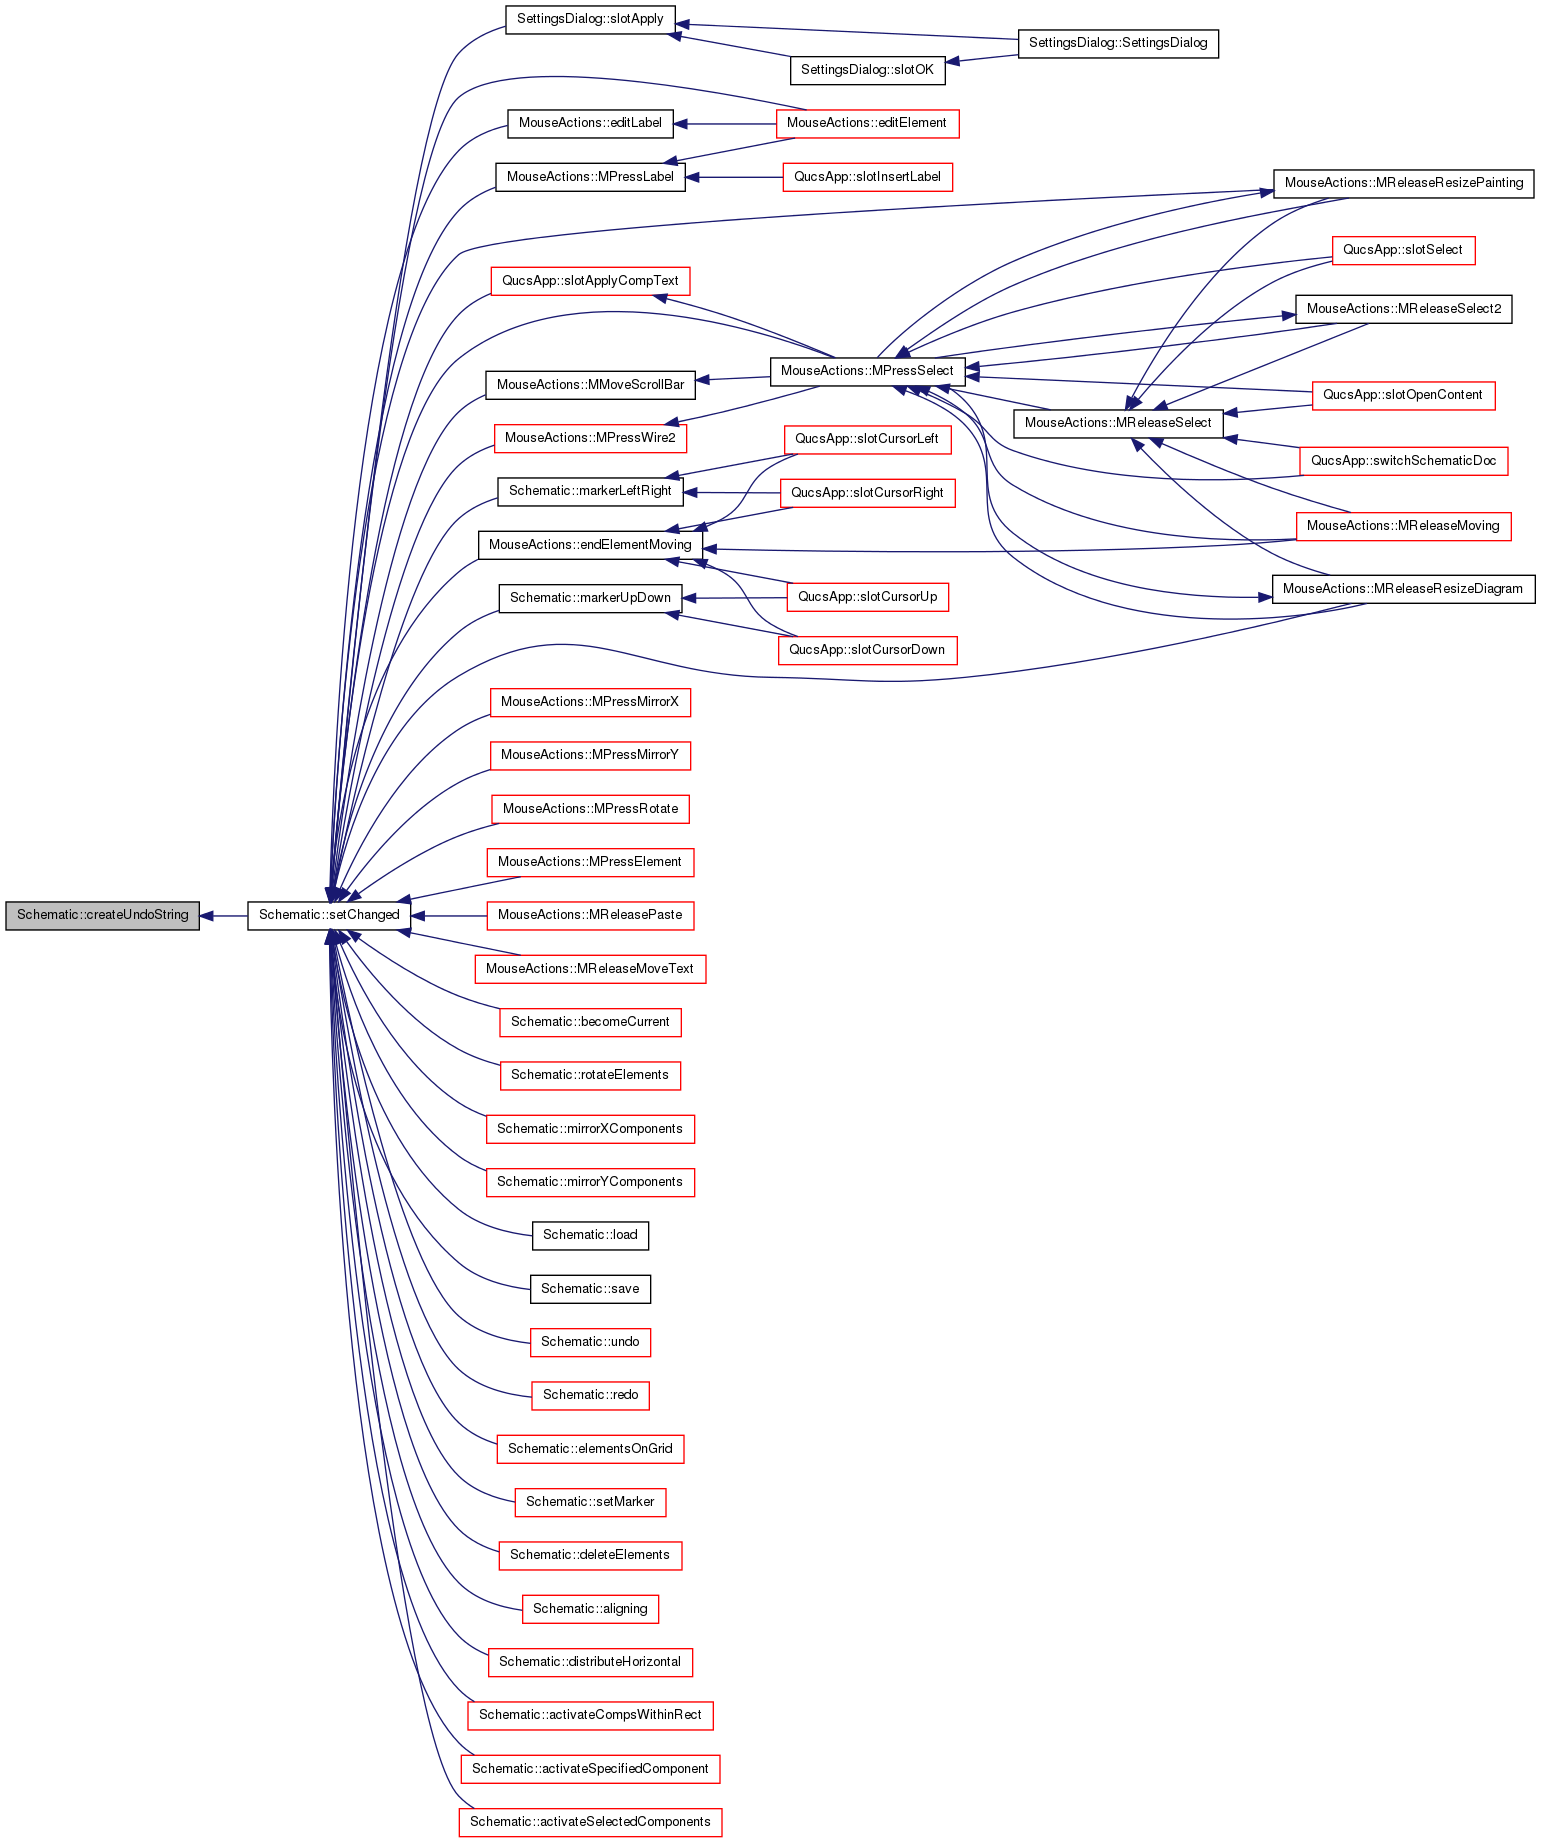 SettingsDialog::slotApply
SettingsDialog::SettingsDialog
SettingsDialog::slotOK
MouseActions::editLabel
MouseActions::editElement
MouseActions::MPressLabel
QucsApp::slotInsertLabel
MouseActions::MReleaseResizePainting
QucsApp::slotSelect
QucsApp::slotApplyCompText
MouseActions::MReleaseSelect2
MouseActions::MPressSelect
MouseActions::MMoveScrollBar
QucsApp::slotOpenContent
MouseActions::MReleaseSelect
MouseActions::MPressWire2
QucsApp::slotCursorLeft
QucsApp::switchSchematicDoc
Schematic::markerLeftRight
QucsApp::slotCursorRight
MouseActions::MReleaseMoving
MouseActions::endElementMoving
MouseActions::MReleaseResizeDiagram
Schematic::markerUpDown
QucsApp::slotCursorUp
QucsApp::slotCursorDown
MouseActions::MPressMirrorX
MouseActions::MPressMirrorY
MouseActions::MPressRotate
MouseActions::MPressElement
Schematic::createUndoString
Schematic::setChanged
MouseActions::MReleasePaste
MouseActions::MReleaseMoveText
Schematic::becomeCurrent
Schematic::rotateElements
Schematic::mirrorXComponents
Schematic::mirrorYComponents
Schematic::load
Schematic::save
Schematic::undo
Schematic::redo
Schematic::elementsOnGrid
Schematic::setMarker
Schematic::deleteElements
Schematic::aligning
Schematic::distributeHorizontal
Schematic::activateCompsWithinRect
Schematic::activateSpecifiedComponent
Schematic::activateSelectedComponents